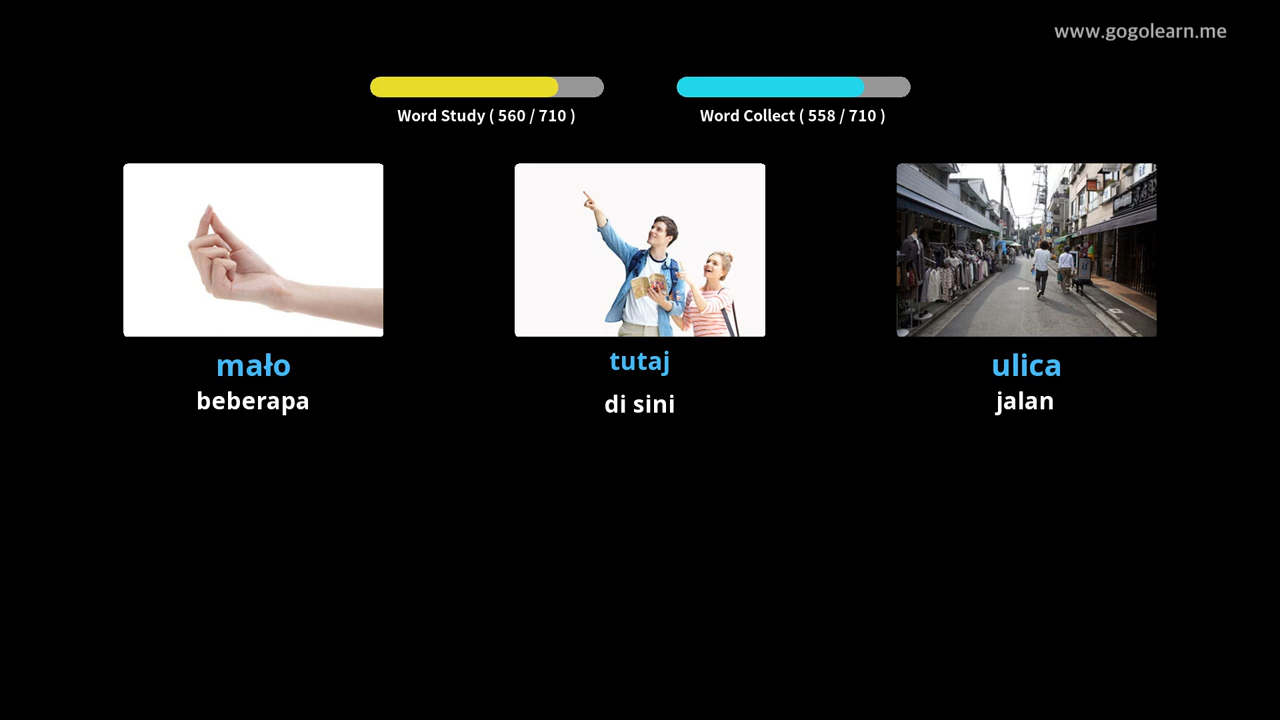 www.gogolearn.me
Word Study ( 560 / 710 )
Word Collect ( 558 / 710 )
mało
beberapa
tutaj
di sini
ulica
jalan